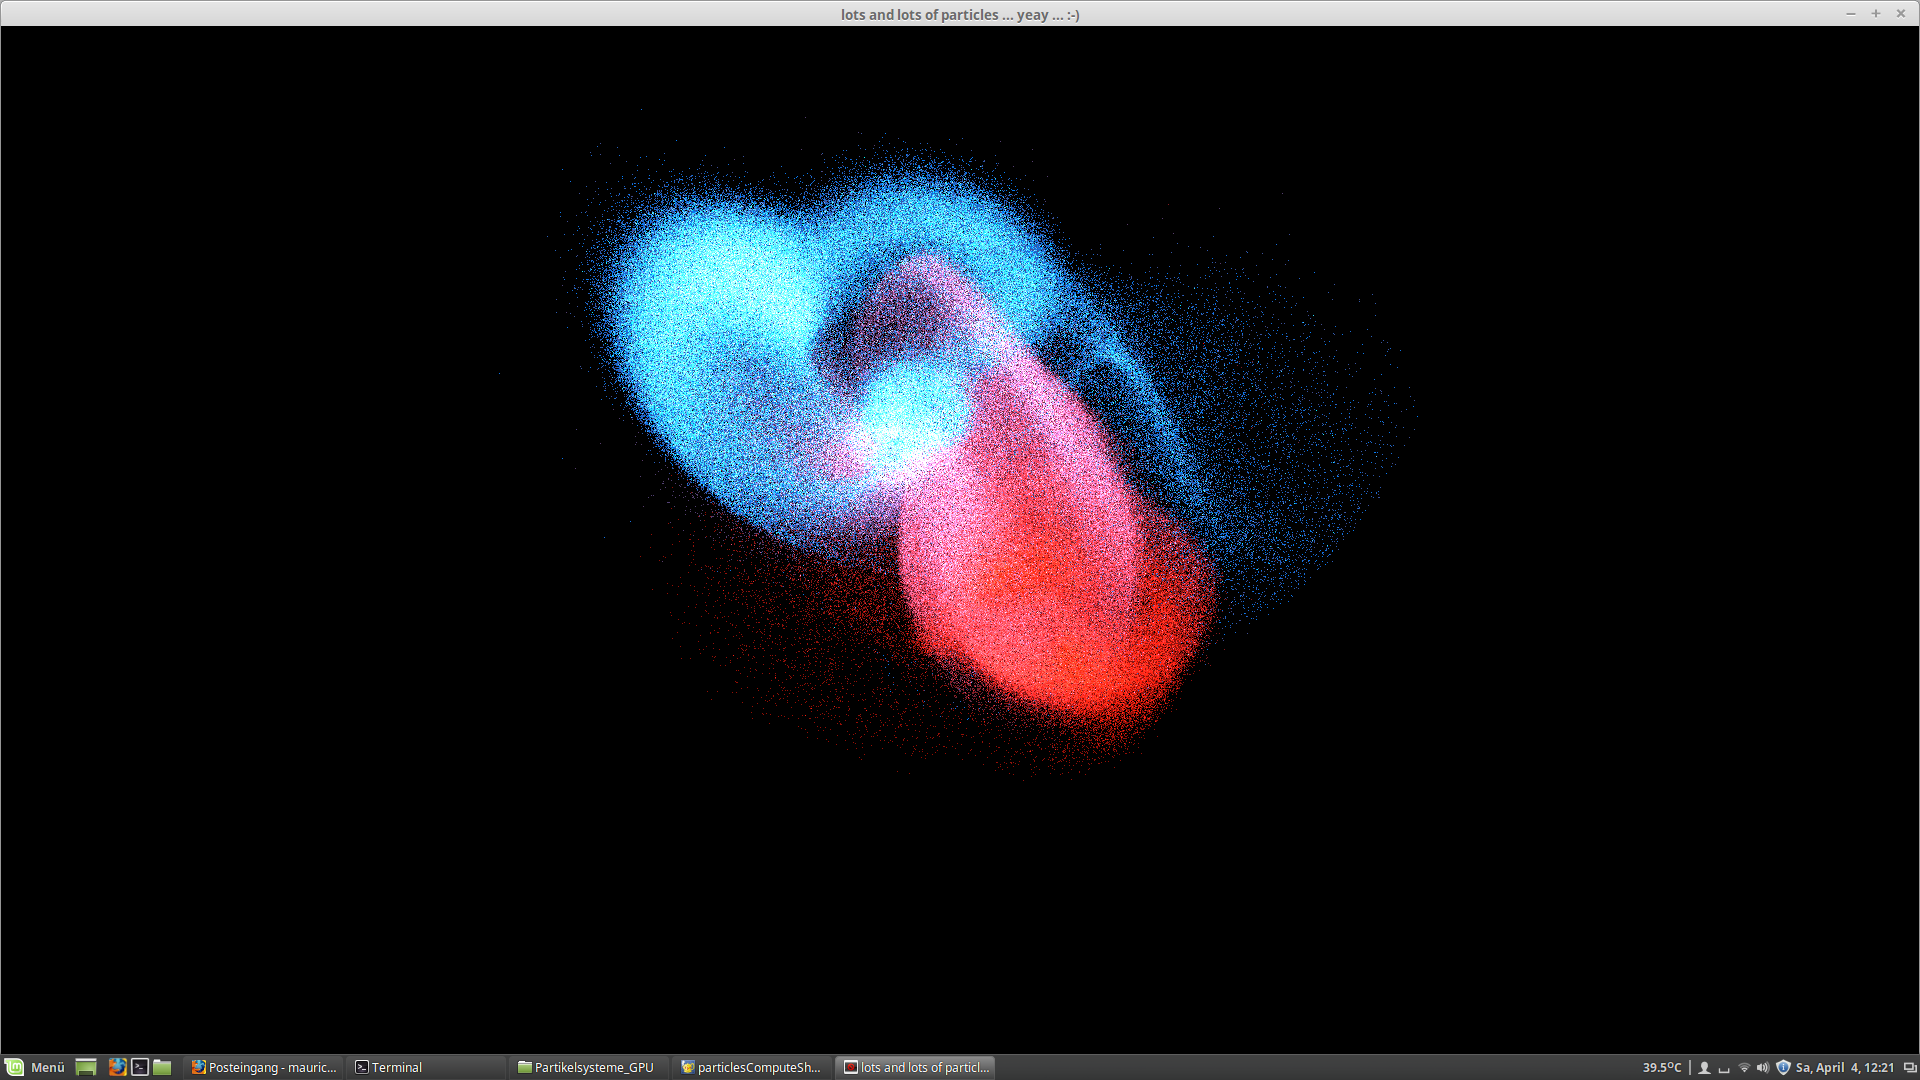 lots and lots of particles ... yeay ... :-)
Menü
Posteingang - mauric...
Terminal
Partikelsysteme_GPU
particlesComputeSh...
lots and lots of particl...
39.5°C
Sa, April  4, 12:21